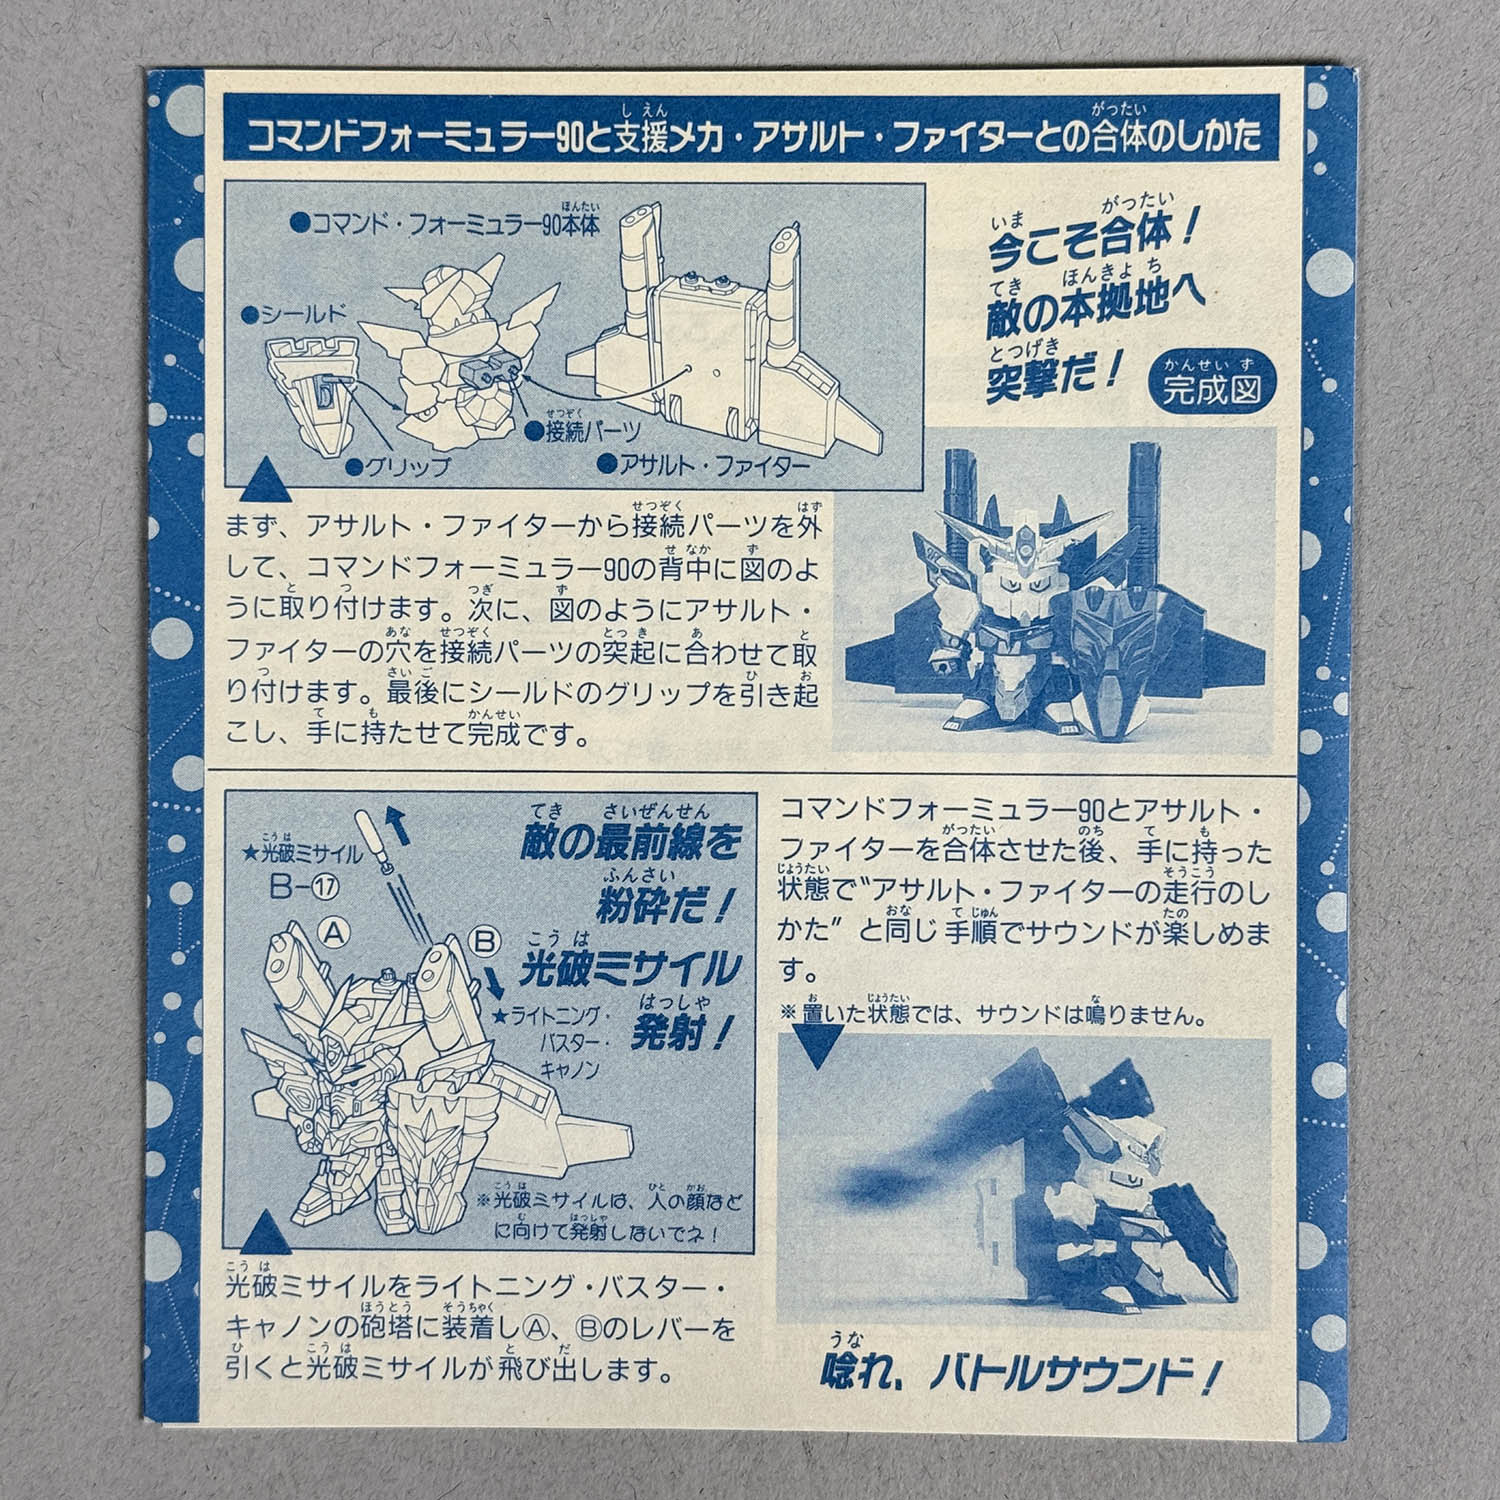 コマンドフォーミュラー90と支援メカ・アサルト・ファイターとの合体のしかた
●コマンド・フォーミュラー90本体
●シールド
●グリップ
●接続パーツ
●アサルト・ファイター
今こそ合体！
敵の本拠地へ
突撃だ！
完成図
まず、アサルト・ファイターから接続パーツを外
して、コマンドフォーミュラー90の背中に図のよ
うに取り付けます。次に、図のようにアサルト・
ファイターの穴を接続パーツの突起に合わせて取
り付けます。最後にシールドのグリップを引き起
こし、手に持たせて完成です。
★光破ミサイル
B-⑰
Ⓐ
Ⓑ
敵の最前線を
粉砕だ！
光破ミサイル
発射！
★ライトニング・
バスター・
キャノン
※光破ミサイルは、人の顔など
に向けて発射しないでネ！
光破ミサイルをライトニング・バスター・
キャノンの砲塔に装着しⒶ、Ⓑのレバーを
引くと光破ミサイルが飛び出します。
コマンドフォーミュラー90とアサルト・
ファイターを合体させた後、手に持った
状態で〝アサルト・ファイターの走行のし
かた〟と同じ手順でサウンドが楽しめま
す。
※置いた状態では、サウンドは鳴りません。
唸れ、バトルサウンド！